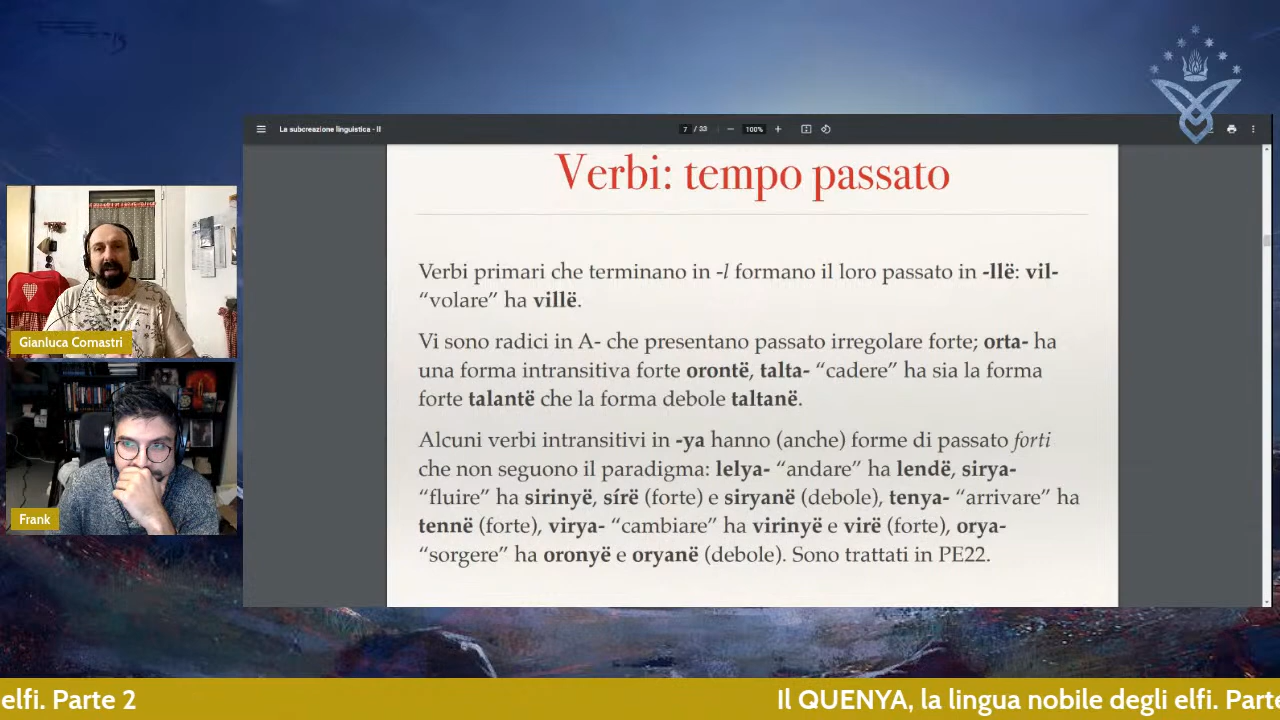 La subcreazione linguistica - II
7 / 33
100%
Verbi: tempo passato
Verbi primari che terminano in -l formano il loro passato in -llë: vil-
“volare” ha villë.
Vi sono radici in A- che presentano passato irregolare forte; orta- ha
una forma intransitiva forte orontë, talta- “cadere” ha sia la forma
forte talantë che la forma debole taltanë.
Alcuni verbi intransitivi in -ya hanno (anche) forme di passato forti
che non seguono il paradigma: lelya- “andare” ha lendë, sirya-
“fluire” ha sirinyë, sírë (forte) e siryanë (debole), tenya- “arrivare” ha
tennë (forte), virya- “cambiare” ha virinyë e virë (forte), orya-
“sorgere” ha oronyë e oryanë (debole). Sono trattati in PE22.
Gianluca Comastri
Frank
elfi. Parte 2
Il QUENYA, la lingua nobile degli elfi. Parte